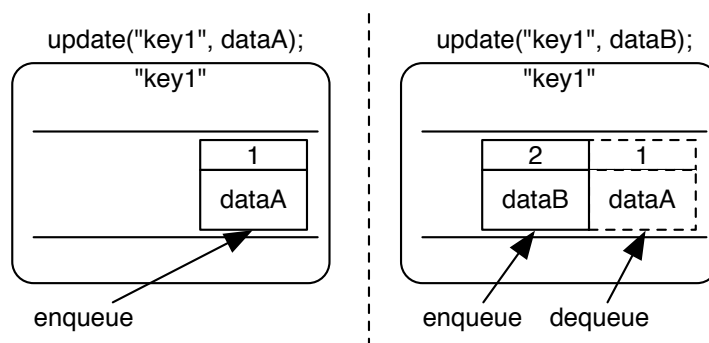 update("key1", dataA);
"key1"
1
dataA
enqueue
update("key1", dataB);
"key1"
2 1
dataB dataA
enqueue dequeue